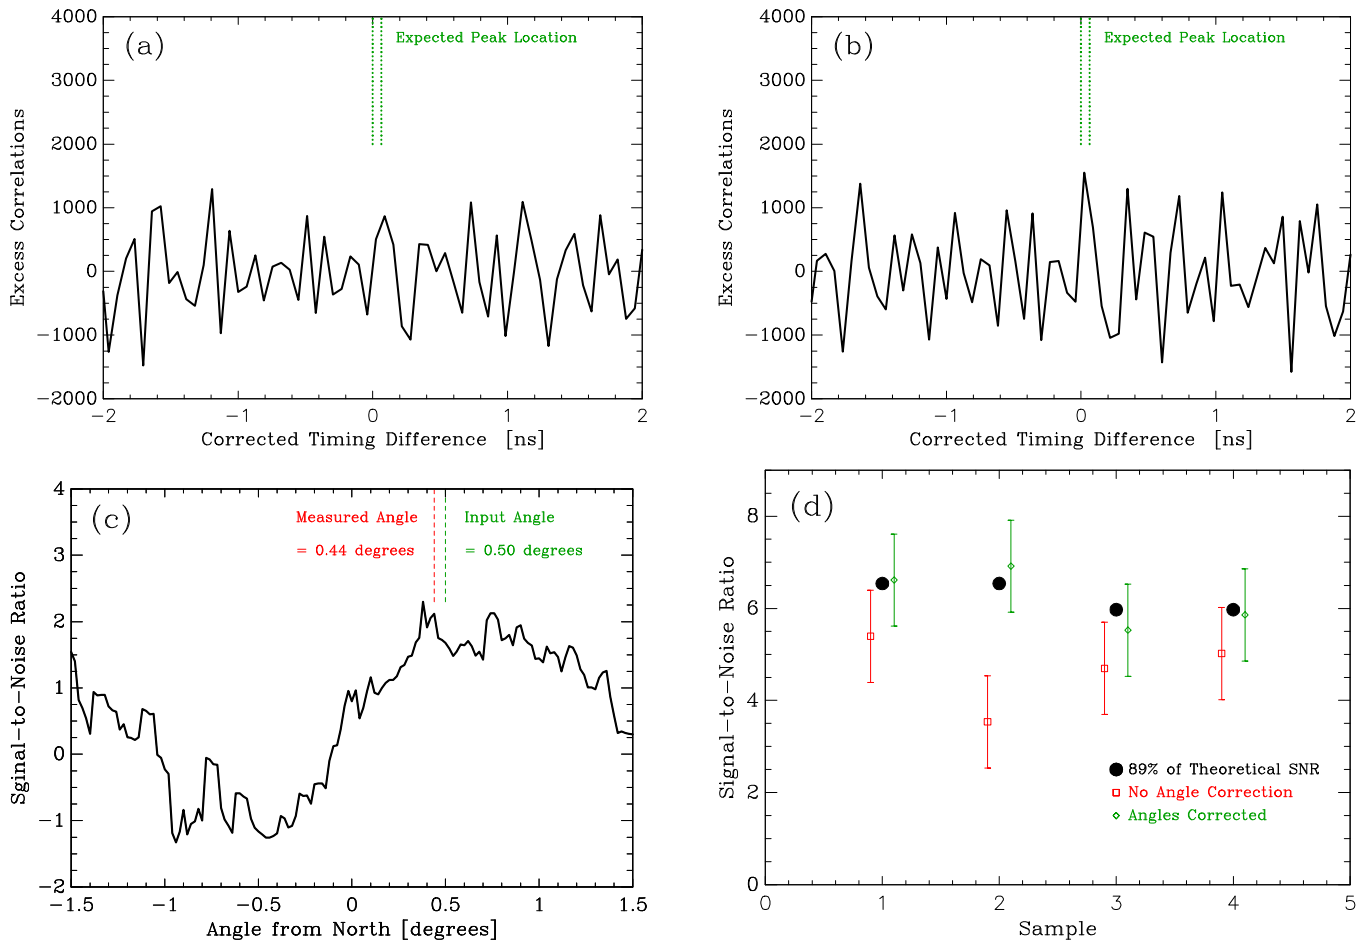 4000
3000
2000
1000
0
−1000
−2000
−2
−1
0
1
2
(a)
Expected Peak Location
Excess Correlations
Corrected Timing Difference [ns]
4000
3000
2000
1000
0
−1000
−2000
−2
−1
0
1
2
(b)
Expected Peak Location
Excess Correlations
Corrected Timing Difference [ns]
4
3
2
1
0
−1
−2
−1.5
−1
−0.5
0
0.5
1
1.5
(c)
Measured Angle
= 0.44 degrees
Input Angle
= 0.50 degrees
Sginal−to−Noise Ratio
Angle from North [degrees]
8
6
4
2
0
0
1
2
3
4
5
(d)
89% of Theoretical SNR
No Angle Correction
Angles Corrected
Signal−to−Noise Ratio
Sample